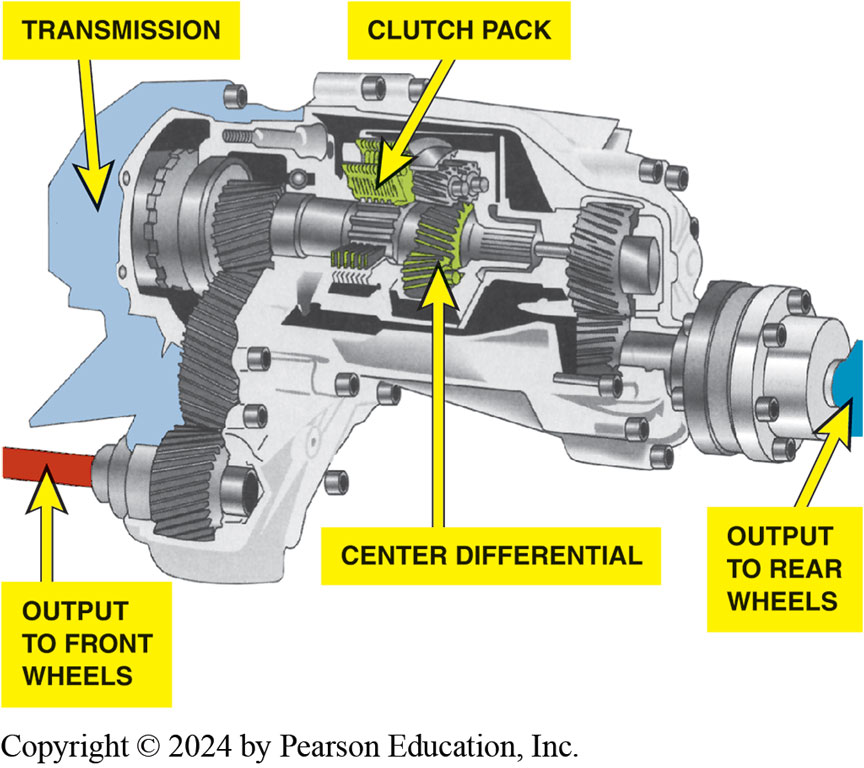 TRANSMISSION
CLUTCH PACK
CENTER DIFFERENTIAL
OUTPUT
TO REAR
WHEELS
OUTPUT
TO FRONT
WHEELS
Copyright © 2024 by Pearson Education, Inc.